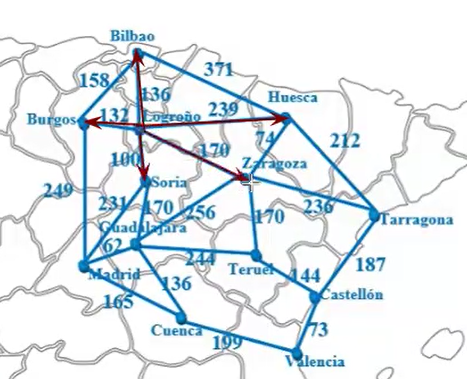 Bilbao
158
371
136
Huesca
Burgos
132
Logroño
239
74
212
170
Zaragoza
100
Soria
249
231
170
256
236
Tarragona
Guadalajara
170
62
244
Teruel
187
Madrid
136
144
Castellón
165
Cuenca
73
199
Valencia